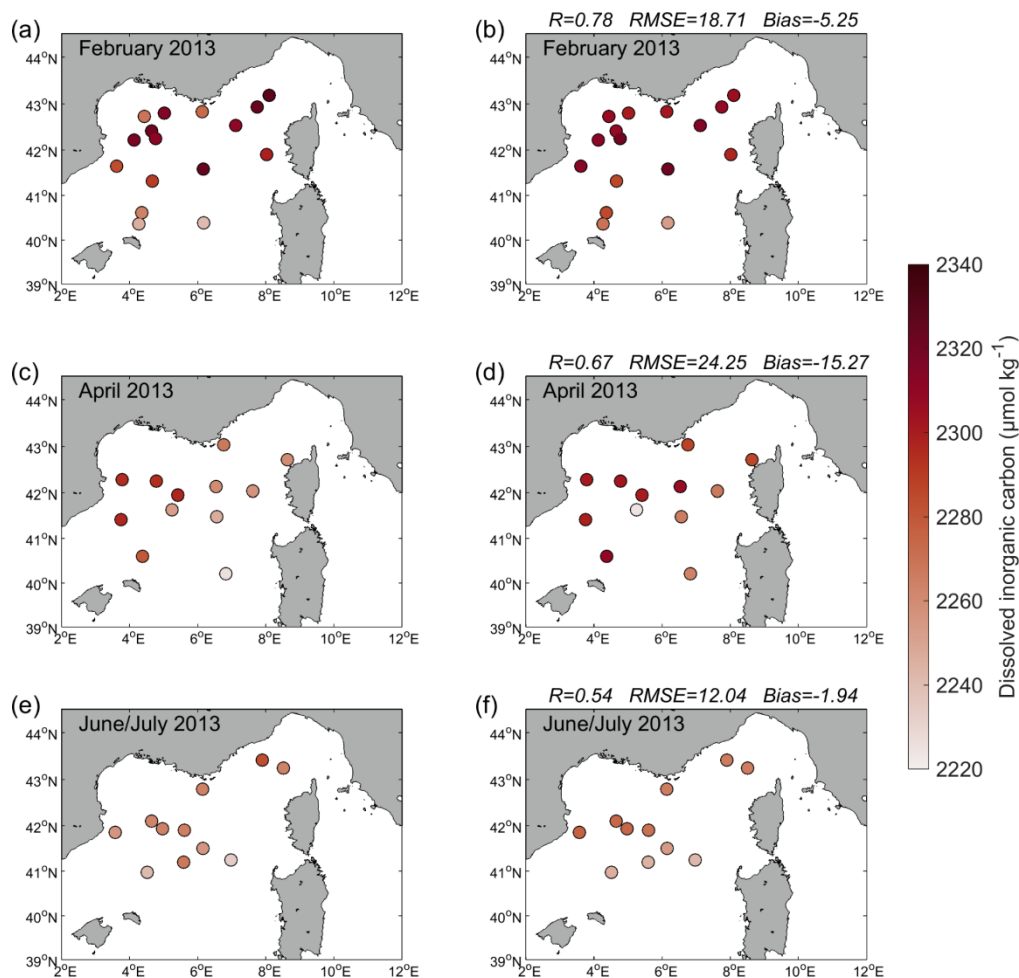 R=0.78 RMSE=18.71 Bias=-5.25
(a) (b)
February 2013 February 2013
44°N 44°N
43°N 43°N
42°N 42°N
41°N 41°N
40°N 40°N
39°N 39°N
2°E 4°E 6°E 8°E 10°E 12°E 2°E 4°E 6°E 8°E 10°E 12°E
R=0.67 RMSE=24.25 Bias=-15.27
(c) (d)
April 2013 April 2013
44°N 44°N
43°N 43°N
42°N 42°N
41°N 41°N
40°N 40°N
39°N 39°N
2°E 4°E 6°E 8°E 10°E 12°E 2°E 4°E 6°E 8°E 10°E 12°E
R=0.54 RMSE=12.04 Bias=-1.94
(e) (f)
June/July 2013 June/July 2013
44°N 44°N
43°N 43°N
42°N 42°N
41°N 41°N
40°N 40°N
39°N 39°N
2°E 4°E 6°E 8°E 10°E 12°E 2°E 4°E 6°E 8°E 10°E 12°E
2340
2320
2300
2280
2260
2240
2220
Dissolved inorganic carbon (µmol kg⁻¹)